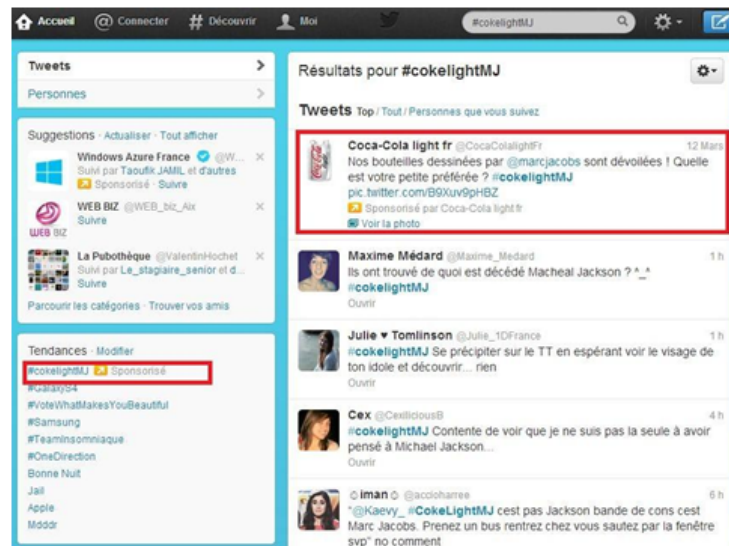 Accueil @ Connecter # Découvrir Moi #cokelightMJ
Tweets
Personnes
Suggestions · Actualiser · Tout afficher
Windows Azure France @W...
Suivi par Taoufik JAMIL et d'autres
Sponsorisé · Suivre
WEB BIZ @WEB_biz_Aix
Suivre
WEB BIZ
La Pubothèque @ValentinHochet
Suivi par Le_stagiaire_senior et d...
Suivre
Parcourir les catégories · Trouver vos amis
Tendances · Modifier
#cokelightMJ Sponsorisé
#GalaxyS4
#VoteWhatMakesYouBeautiful
#Samsung
#TeamInsomniaque
#OneDirection
Bonne Nuit
Jail
Apple
Mdddr
Résultats pour #cokelightMJ
Tweets Top / Tout / Personnes que vous suivez
Coca-Cola light fr @CocaColalightFr 12 Mars
Nos bouteilles dessinées par @marcjacobs sont dévoilées ! Quelle
est votre petite préférée ? #cokelightMJ
pic.twitter.com/B9Xuv9pHBZ
Sponsorisé par Coca-Cola light fr
Voir la photo
Maxime Médard @Maxime_Medard 1 h
Ils ont trouvé de quoi est décédé Macheal Jackson ? ^_^
#cokelightMJ
Ouvrir
Julie ♥ Tomlinson @Julie_1DFrance 1 h
#cokelightMJ Se précipiter sur le TT en espérant voir le visage de
ton idole et découvrir... rien
Ouvrir
Cex @CexiliciousB 4 h
#cokelightMJ Contente de voir que je ne suis pas la seule à avoir
pensé à Michael Jackson...
Ouvrir
iman @accioharree 6 h
"@Kaevy_ #CokeLightMJ cest pas Jackson bande de cons cest
Marc Jacobs. Prenez un bus rentrez chez vous sautez par la fenêtre
svp" no comment